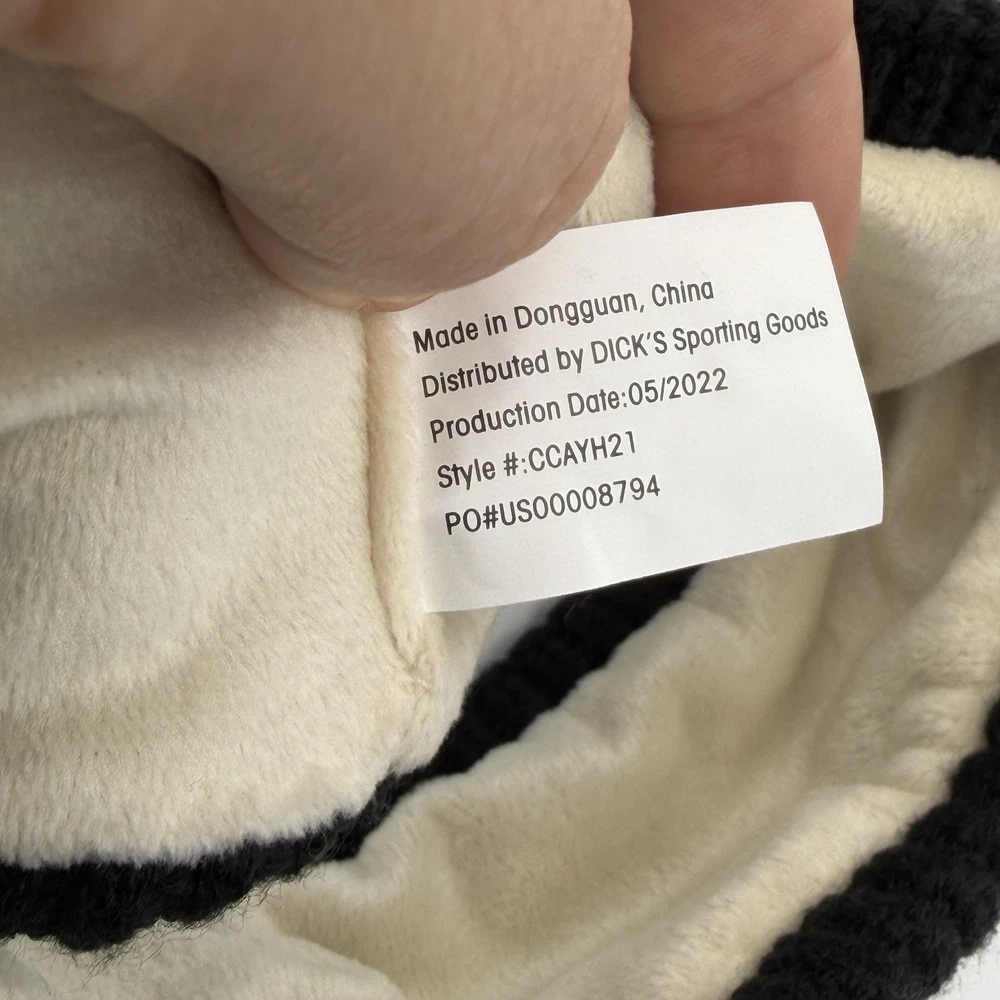 Made in Dongguan, China
Distributed by DICK'S Sporting Goods
Production Date:05/2022
Style #:CCAYH21
PO#US00008794